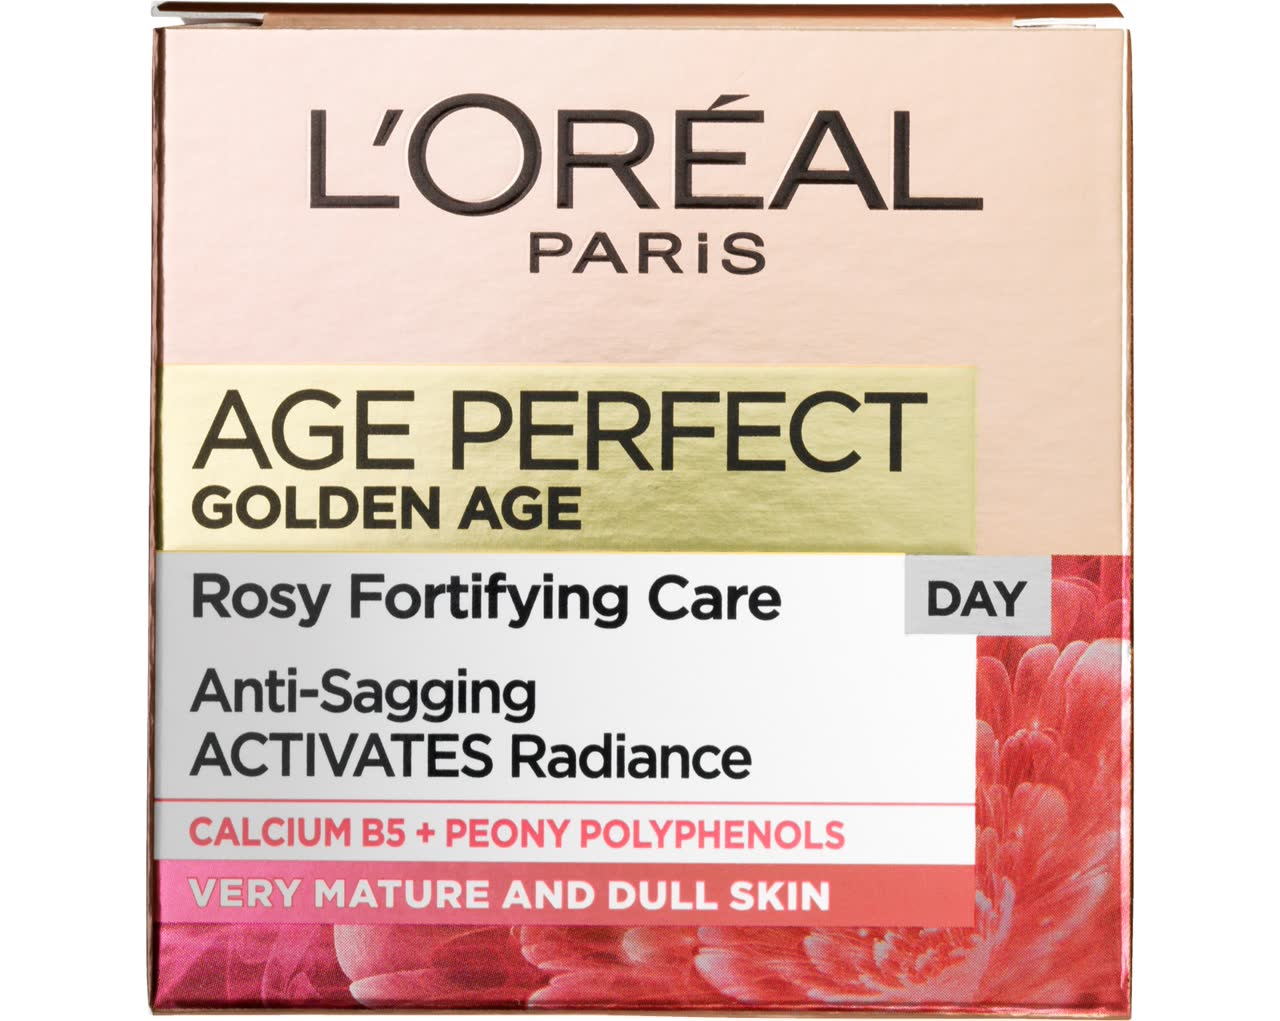 L'ORÉAL
PARiS
AGE PERFECT
GOLDEN AGE
Rosy Fortifying Care
DAY
Anti-Sagging
ACTIVATES Radiance
CALCIUM B5 + PEONY POLYPHENOLS
VERY MATURE AND DULL SKIN